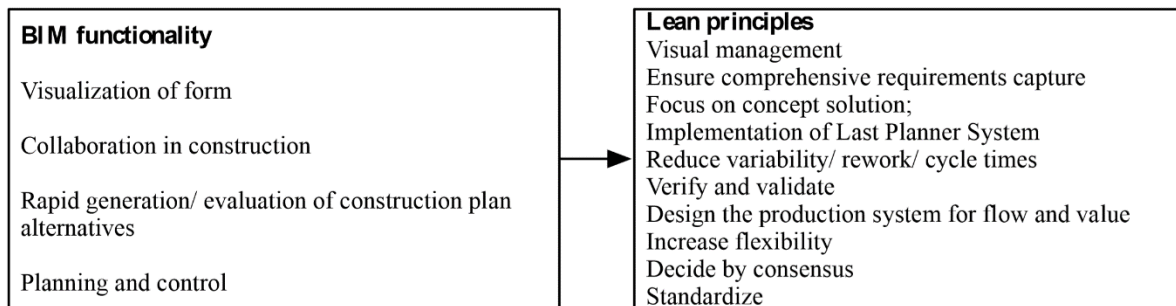 BIM functionality
Visualization of form
Collaboration in construction
Rapid generation/ evaluation of construction plan
alternatives
Planning and control
Lean principles
Visual management
Ensure comprehensive requirements capture
Focus on concept solution;
Implementation of Last Planner System
Reduce variability/ rework/ cycle times
Verify and validate
Design the production system for flow and value
Increase flexibility
Decide by consensus
Standardize